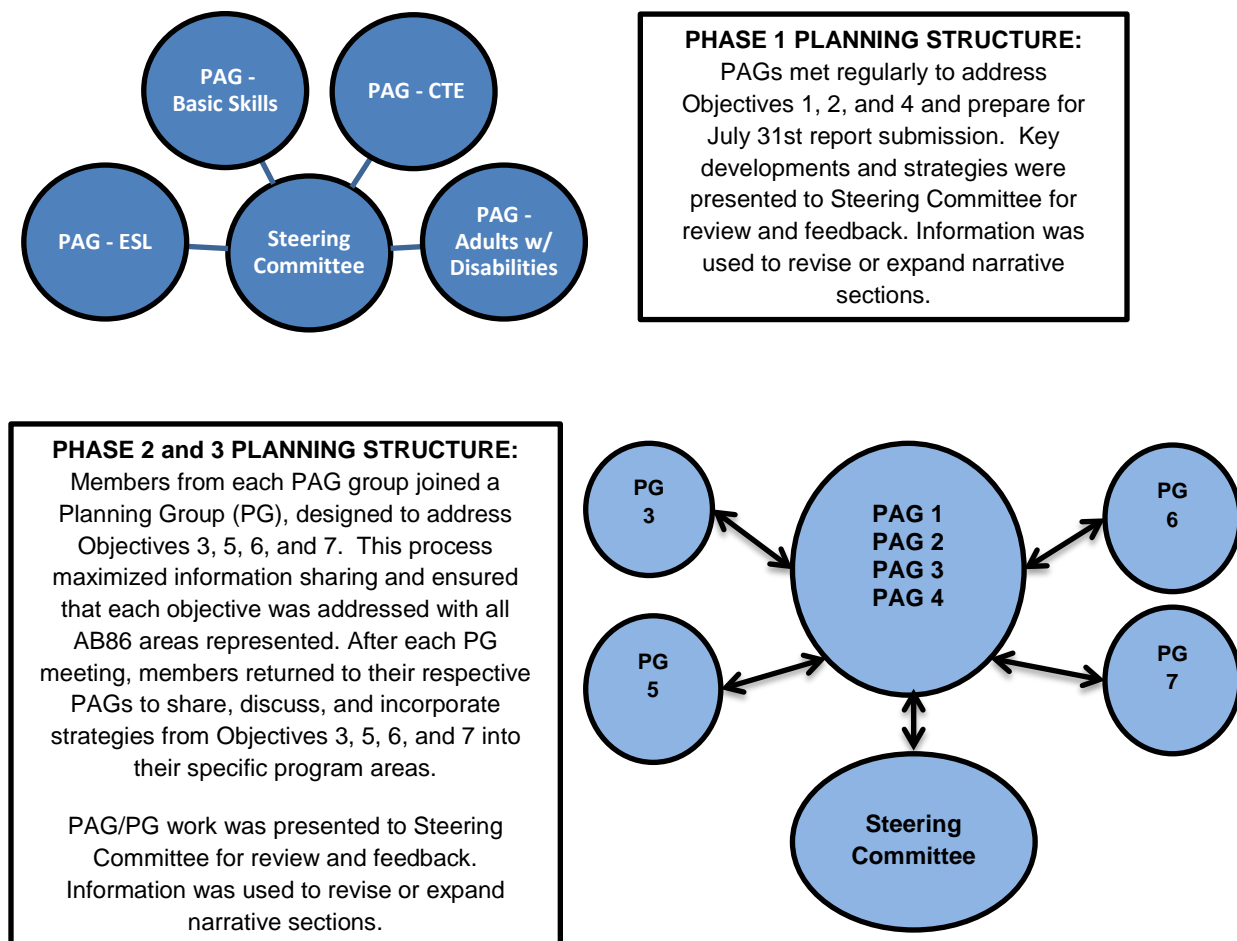 PAG -
Basic Skills
PAG - CTE
PAG - ESL
Steering
Committee
PAG -
Adults w/
Disabilities
PHASE 1 PLANNING STRUCTURE:
PAGs met regularly to address
Objectives 1, 2, and 4 and prepare for
July 31st report submission.  Key
developments and strategies were
presented to Steering Committee for
review and feedback. Information was
used to revise or expand narrative
sections.
PHASE 2 and 3 PLANNING STRUCTURE:
Members from each PAG group joined a
Planning Group (PG), designed to address
Objectives 3, 5, 6, and 7.  This process
maximized information sharing and ensured
that each objective was addressed with all
AB86 areas represented. After each PG
meeting, members returned to their respective
PAGs to share, discuss, and incorporate
strategies from Objectives 3, 5, 6, and 7 into
their specific program areas.
PAG/PG work was presented to Steering
Committee for review and feedback.
Information was used to revise or expand
narrative sections.
PG
3
PAG 1
PAG 2
PAG 3
PAG 4
PG
6
PG
5
PG
7
Steering
Committee